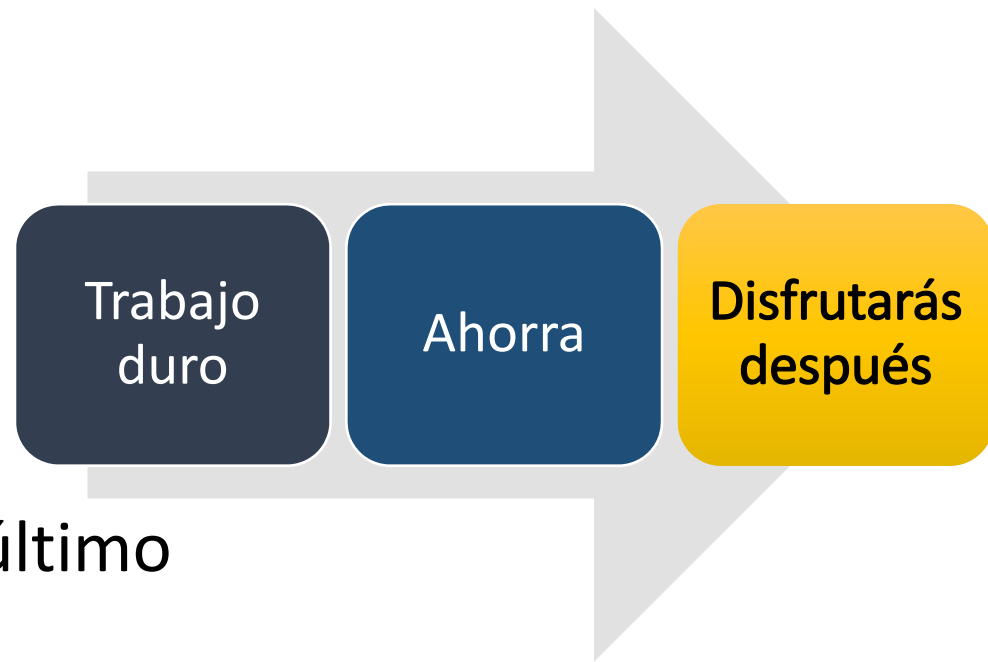 Trabajo
duro
Ahorra
Disfrutarás
después
último